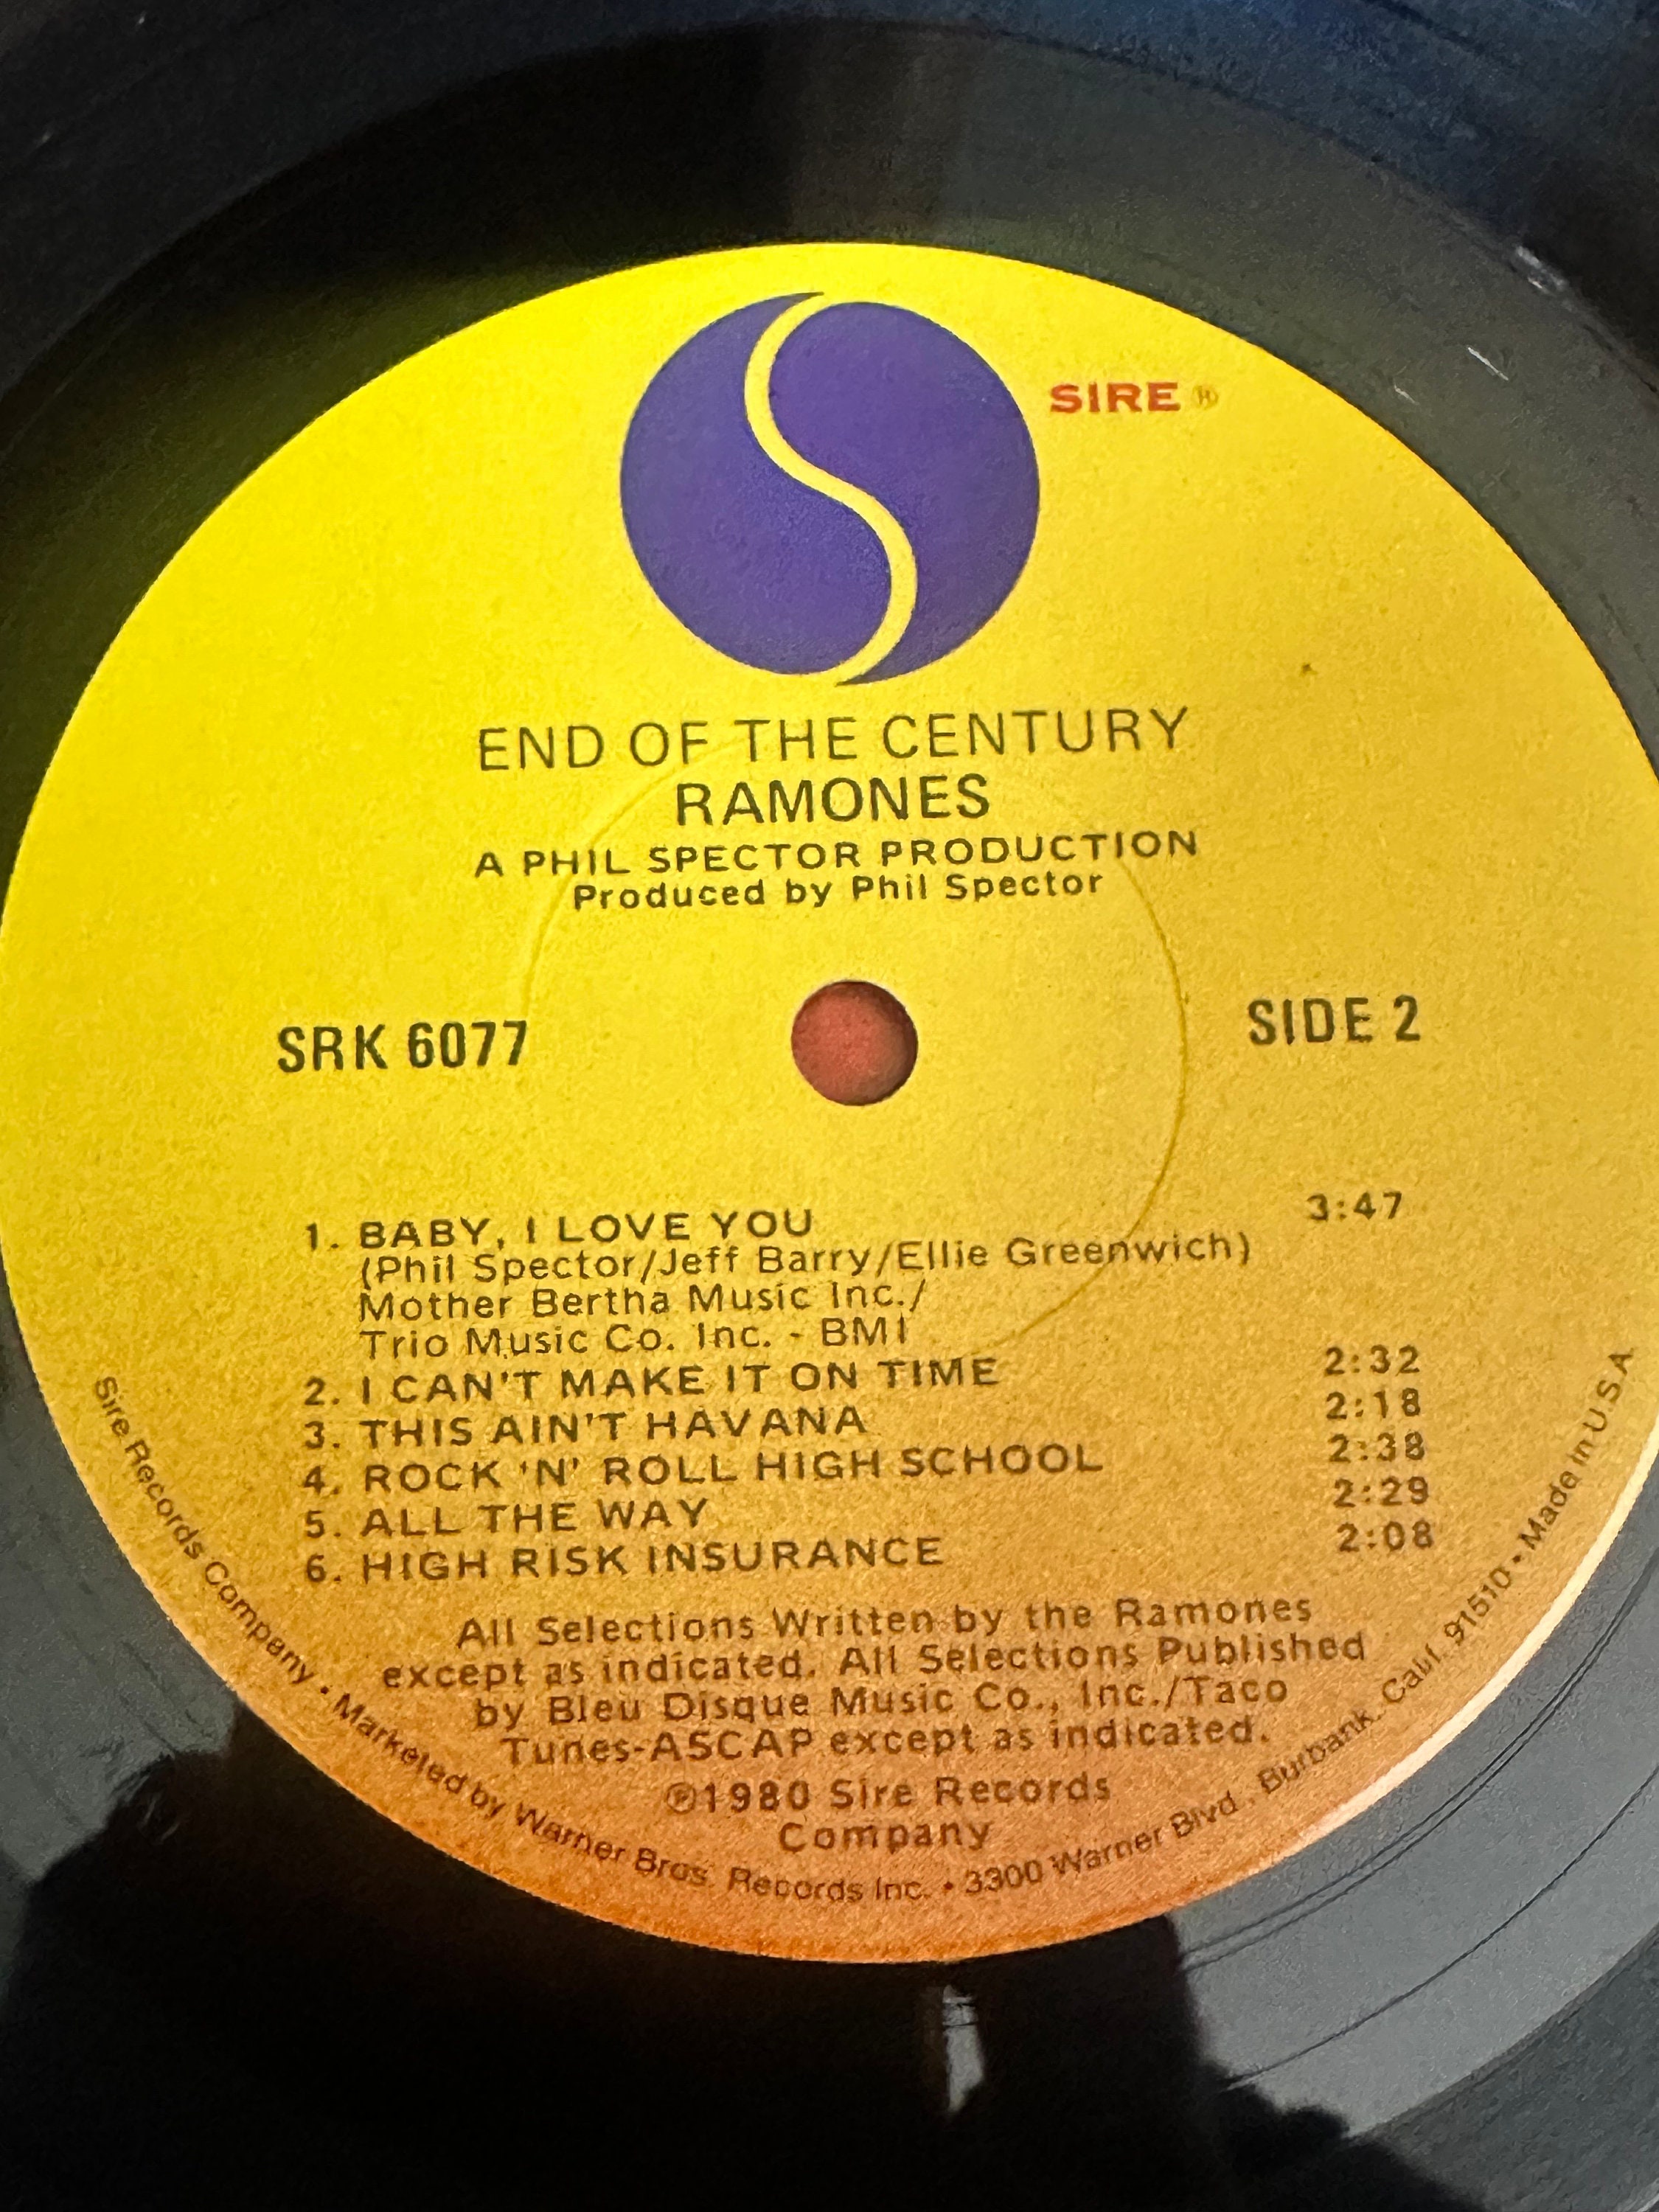 SIRE ®
END OF THE CENTURY
RAMONES
A PHIL SPECTOR PRODUCTION
Produced by Phil Spector
SRK 6077
SIDE 2
1. BABY, I LOVE YOU 3:47
(Phil Spector/Jeff Barry/Ellie Greenwich)
Mother Bertha Music Inc./
Trio Music Co. Inc. - BMI
2. I CAN'T MAKE IT ON TIME 2:32
3. THIS AIN'T HAVANA 2:18
4. ROCK 'N' ROLL HIGH SCHOOL 2:38
5. ALL THE WAY 2:29
6. HIGH RISK INSURANCE 2:08
All Selections Written by the Ramones
except as indicated. All Selections Published
by Bleu Disque Music Co., Inc./Taco
Tunes-ASCAP except as indicated.
℗1980 Sire Records
Company
Sire Records Company • Marketed by Warner Bros. Records Inc. • 3300 Warner Blvd., Burbank, Calif. 91510 • Made in U.S.A.